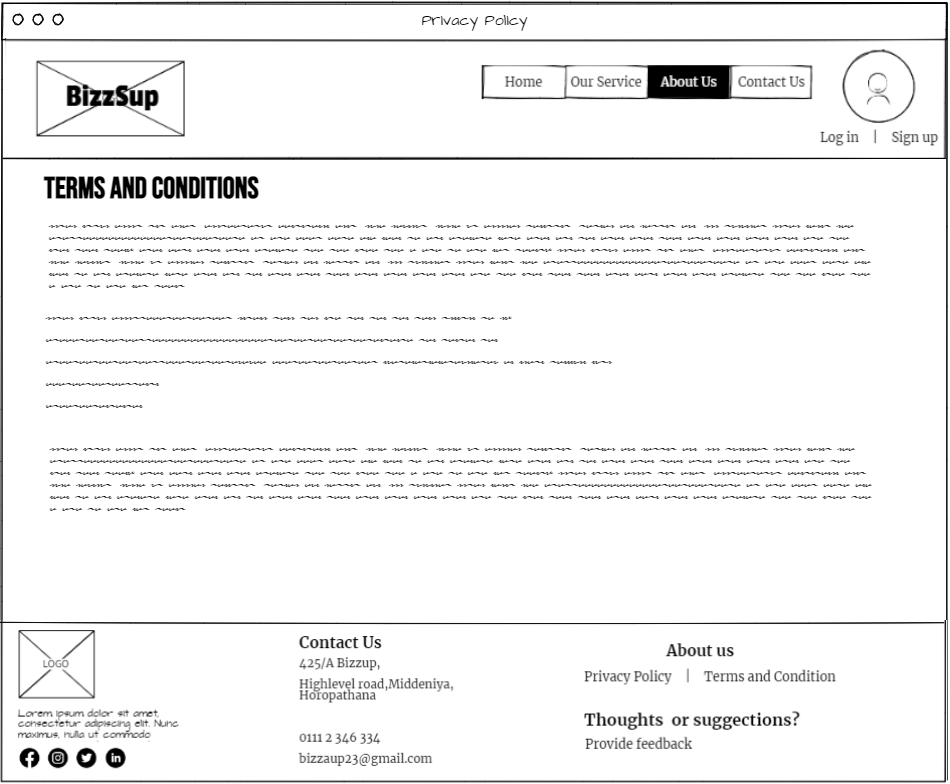 Privacy Policy
BizzSup
Home Our Service About Us Contact Us
Log in | Sign up
TERMS AND CONDITIONS
LOGO
Lorem ipsum dolor sit amet,
consectetur adipiscing elit. Nunc
maximus, nulla ut commodo
Contact Us
425/A Bizzup,
Highlevel road,Middeniya,
Horopathana
0111 2 346 334
bizzaup23@gmail.com
About us
Privacy Policy | Terms and Condition
Thoughts or suggestions?
Provide feedback